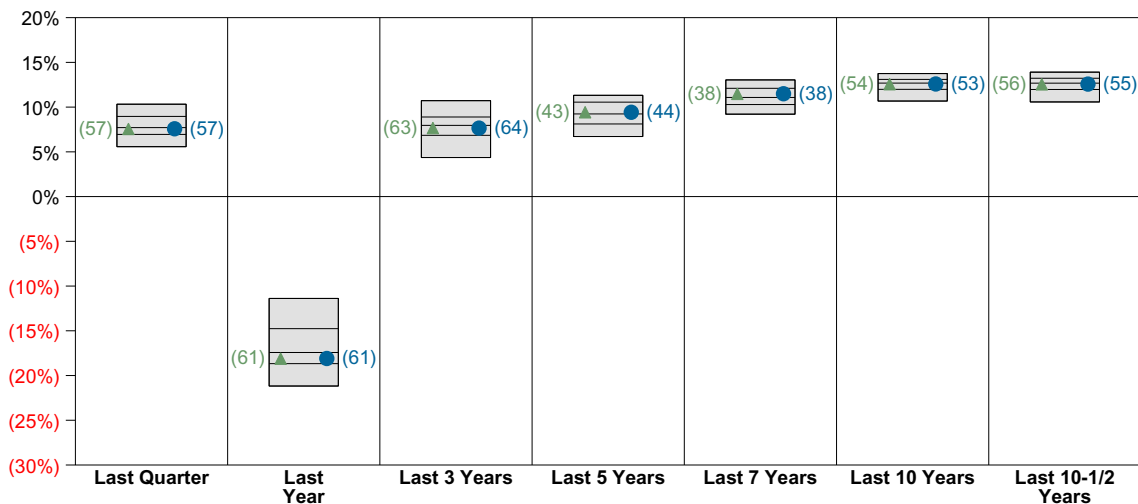 20%
15%
10%
5%
0%
(5%)
(10%)
(15%)
(20%)
(25%)
(30%)
(57) (57)
(61) (61)
(63) (64)
(43) (44)
(38) (38)
(54) (53)
(56) (55)
Last Quarter
Last
Year
Last 3 Years
Last 5 Years
Last 7 Years
Last 10 Years
Last 10-1/2
Years